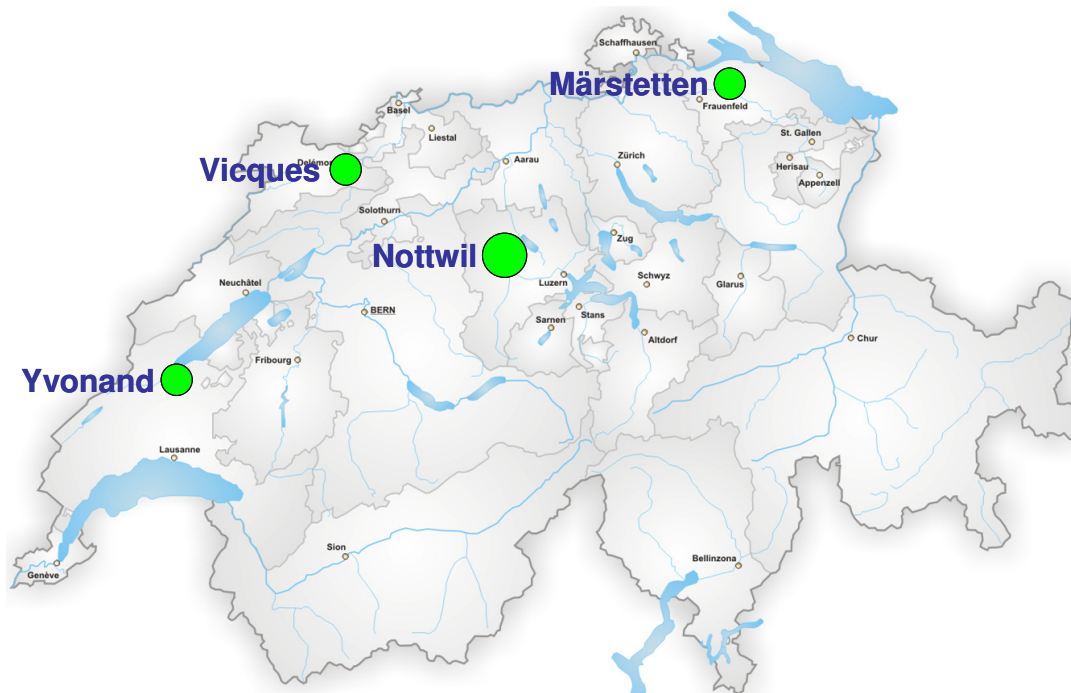 Schaffhausen
Märstetten
Frauenfeld
Basel
Liestal
St. Gallen
Herisau
Appenzell
Aarau
Zürich
Vicques
Solothurn
Zug
Nottwil
Luzern
Schwyz
Glarus
Neuchâtel
BERN
Sarnen
Stans
Altdorf
Chur
Fribourg
Yvonand
Lausanne
Sion
Bellinzona
Genève